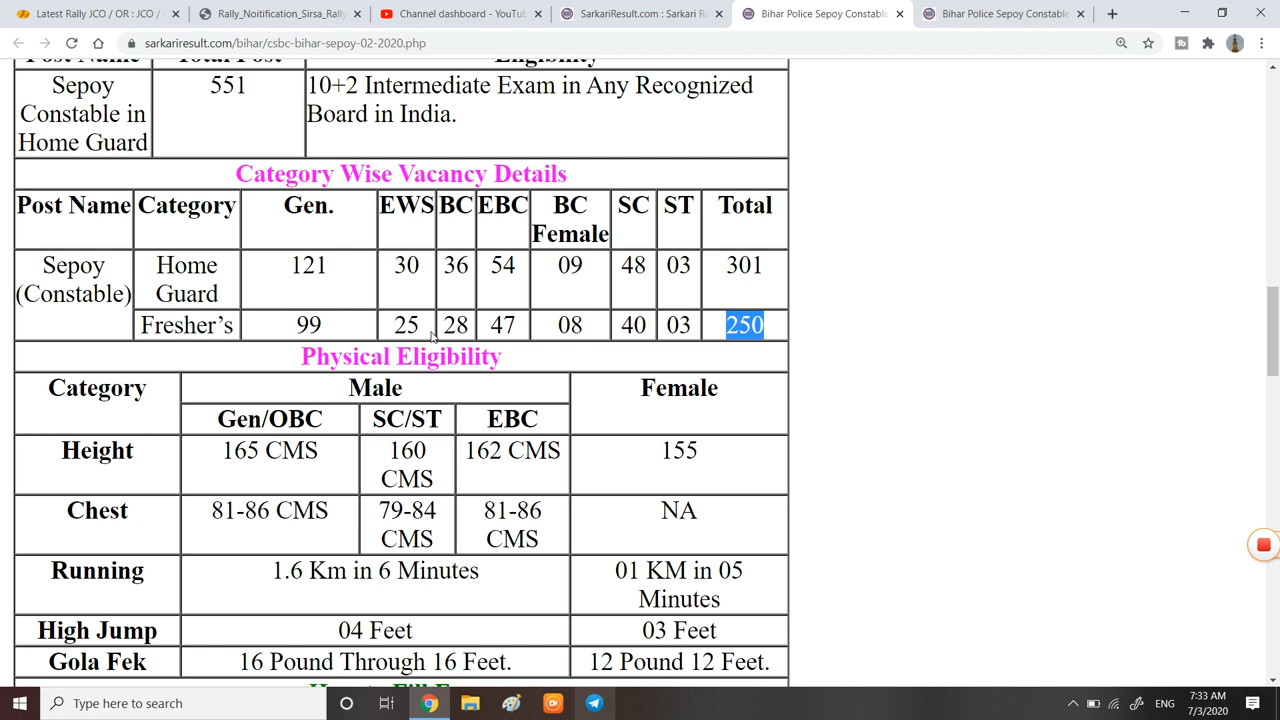 Latest Rally JCO / OR : JCO / O
Rally_Noitification_Sirsa_Rally
Channel dashboard - YouTu
SarkariResult.com : Sarkari R
Bihar Police Sepoy Constable
Bihar Police Sepoy Constable
sarkariresult.com/bihar/csbc-bihar-sepoy-02-2020.php
Post Name Total Post Eligibility
Sepoy Constable in Home Guard 551 10+2 Intermediate Exam in Any Recognized
Board in India.
Category Wise Vacancy Details
Post Name Category Gen. EWS BC EBC BC Female SC ST Total
Sepoy (Constable) Home Guard 121 30 36 54 09 48 03 301
Fresher’s 99 25 28 47 08 40 03 250
Physical Eligibility
Category Male Female
Gen/OBC SC/ST EBC
Height 165 CMS 160 CMS 162 CMS 155
Chest 81-86 CMS 79-84 CMS 81-86 CMS NA
Running 1.6 Km in 6 Minutes 01 KM in 05 Minutes
High Jump 04 Feet 03 Feet
Gola Fek 16 Pound Through 16 Feet. 12 Pound 12 Feet.
Type here to search
ENG
7:33 AM
7/3/2020